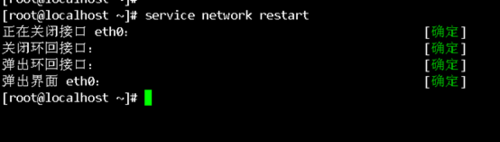 [root@localhost ~]#
[root@localhost ~]# service network restart
正在关闭接口 eth0： [确定]
关闭环回接口： [确定]
弹出环回接口： [确定]
弹出界面 eth0： [确定]
[root@localhost ~]#